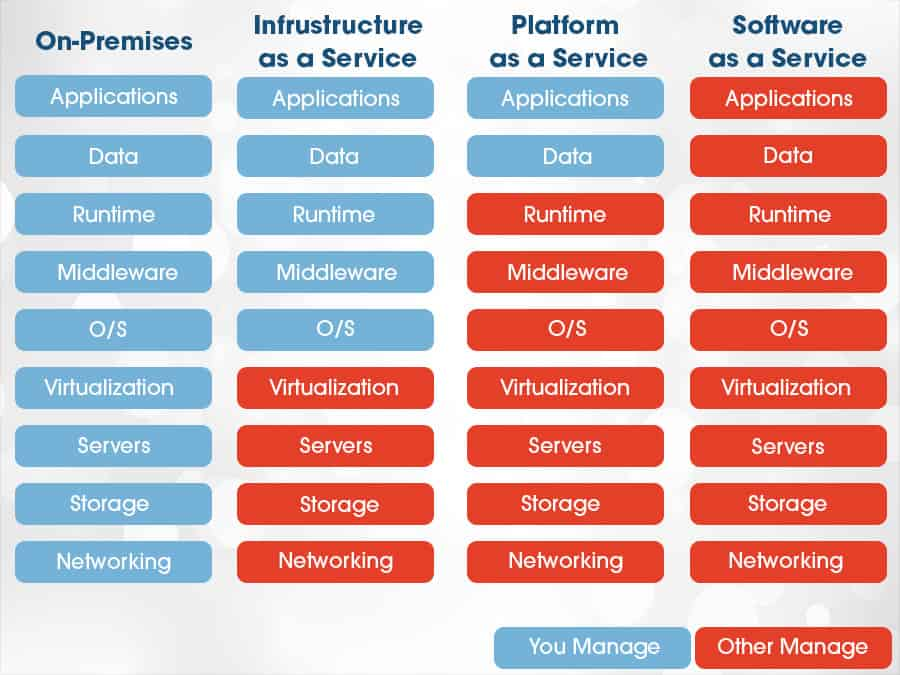 On-Premises
Infrustructure
as a Service
Platform
as a Service
Software
as a Service
Applications
Applications
Applications
Applications
Data
Data
Data
Data
Runtime
Runtime
Runtime
Runtime
Middleware
Middleware
Middleware
Middleware
O/S
O/S
O/S
O/S
Virtualization
Virtualization
Virtualization
Virtualization
Servers
Servers
Servers
Servers
Storage
Storage
Storage
Storage
Networking
Networking
Networking
Networking
You Manage
Other Manage